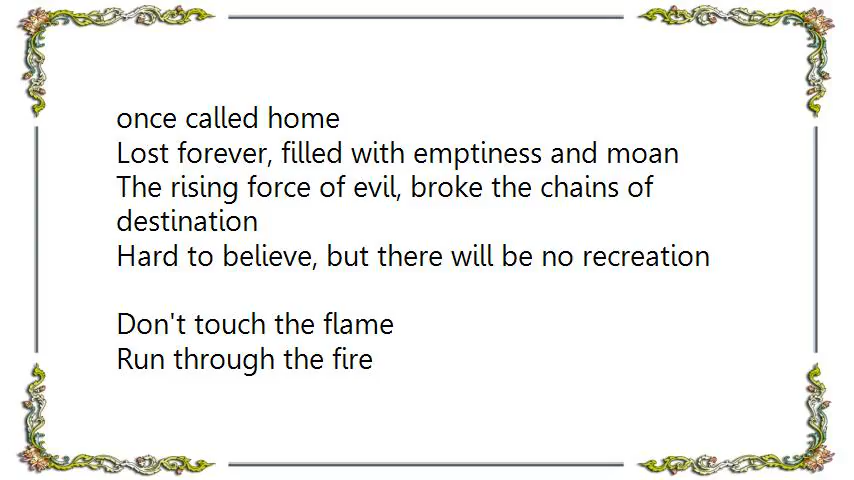 once called home
Lost forever, filled with emptiness and moan
The rising force of evil, broke the chains of
destination
Hard to believe, but there will be no recreation
Don't touch the flame
Run through the fire